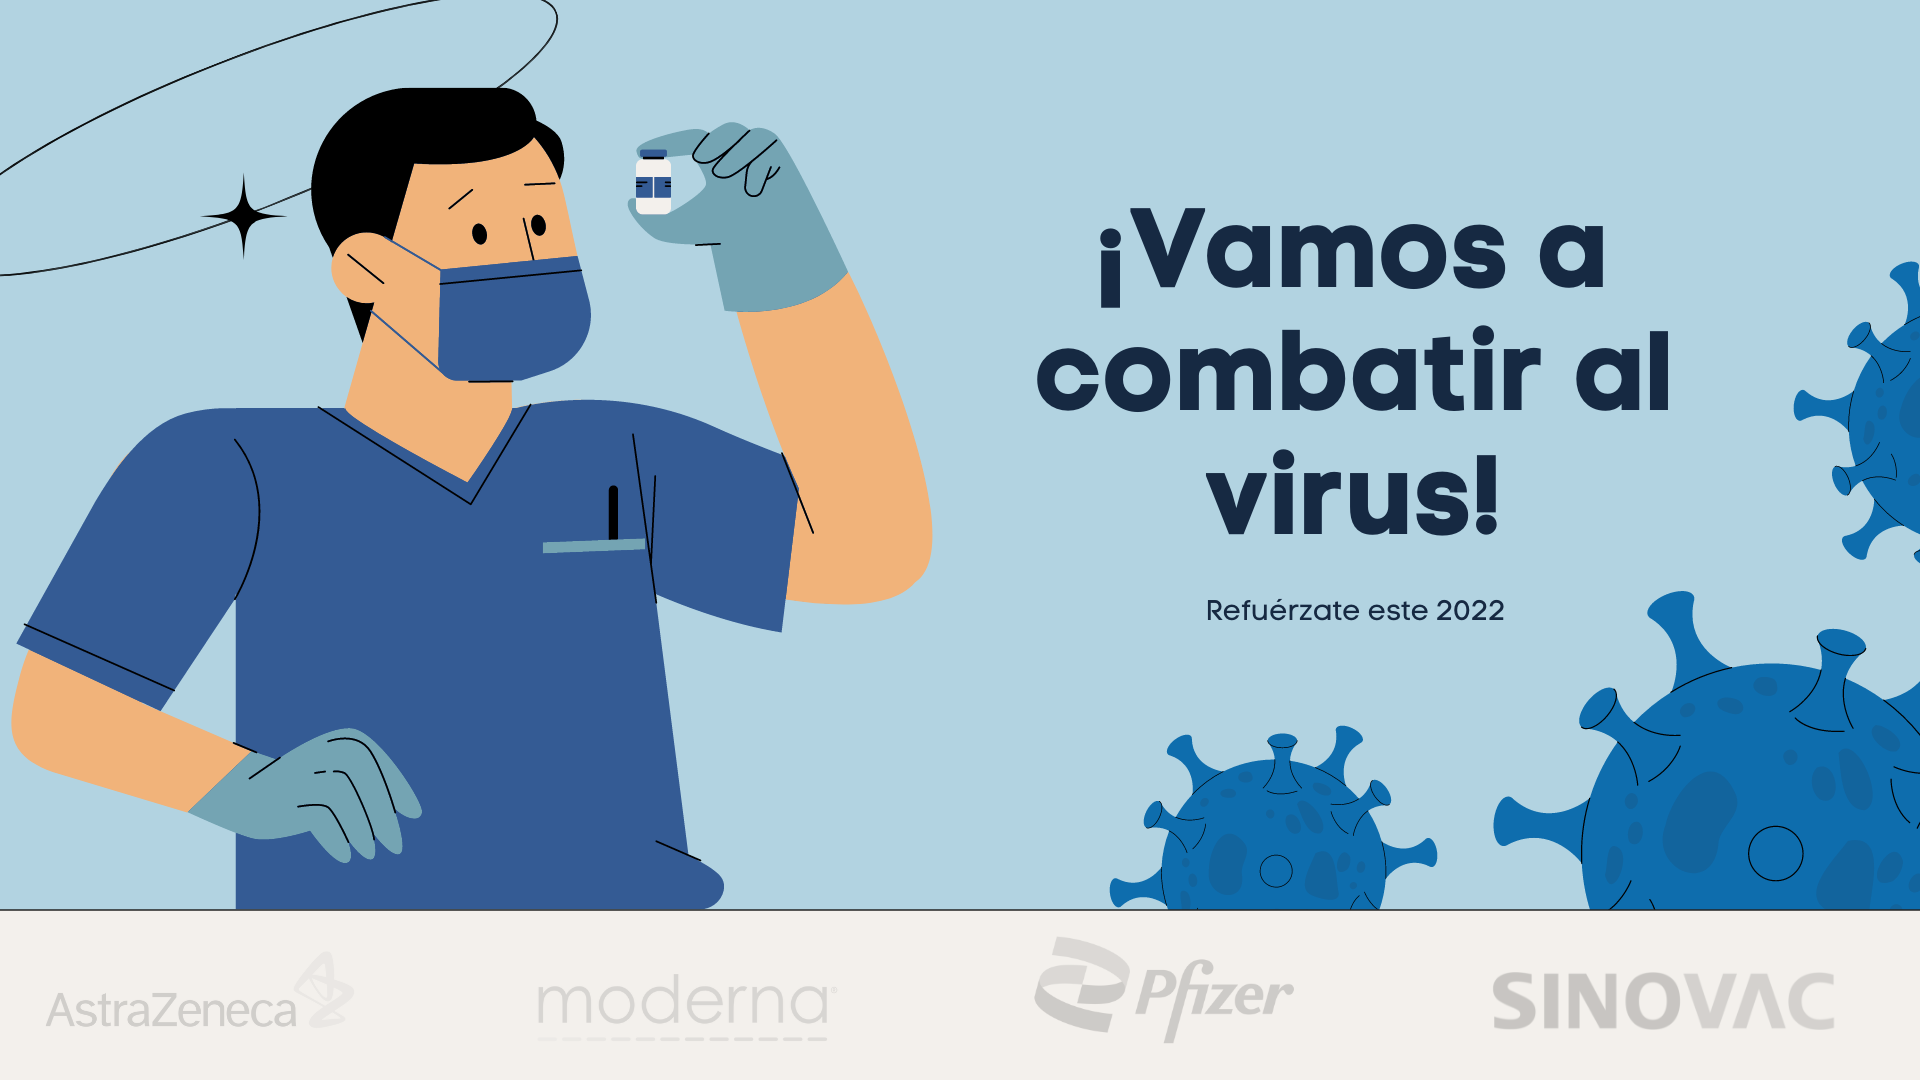 ¡Vamos a
combatir al
virus!
Refuérzate este 2022
AstraZeneca
moderna®
Pfizer
SINOVAC